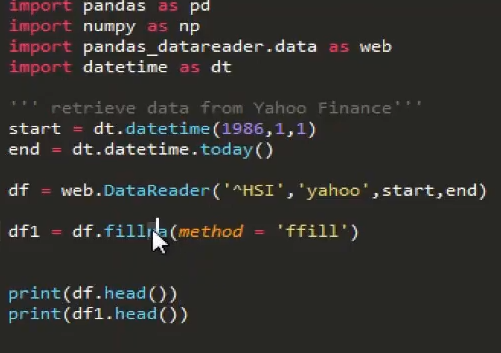 import pandas as pd
import numpy as np
import pandas_datareader.data as web
import datetime as dt
''' retrieve data from Yahoo Finance'''
start = dt.datetime(1986,1,1)
end = dt.datetime.today()
df = web.DataReader('^HSI','yahoo',start,end)
df1 = df.fillna(method = 'ffill')
print(df.head())
print(df1.head())